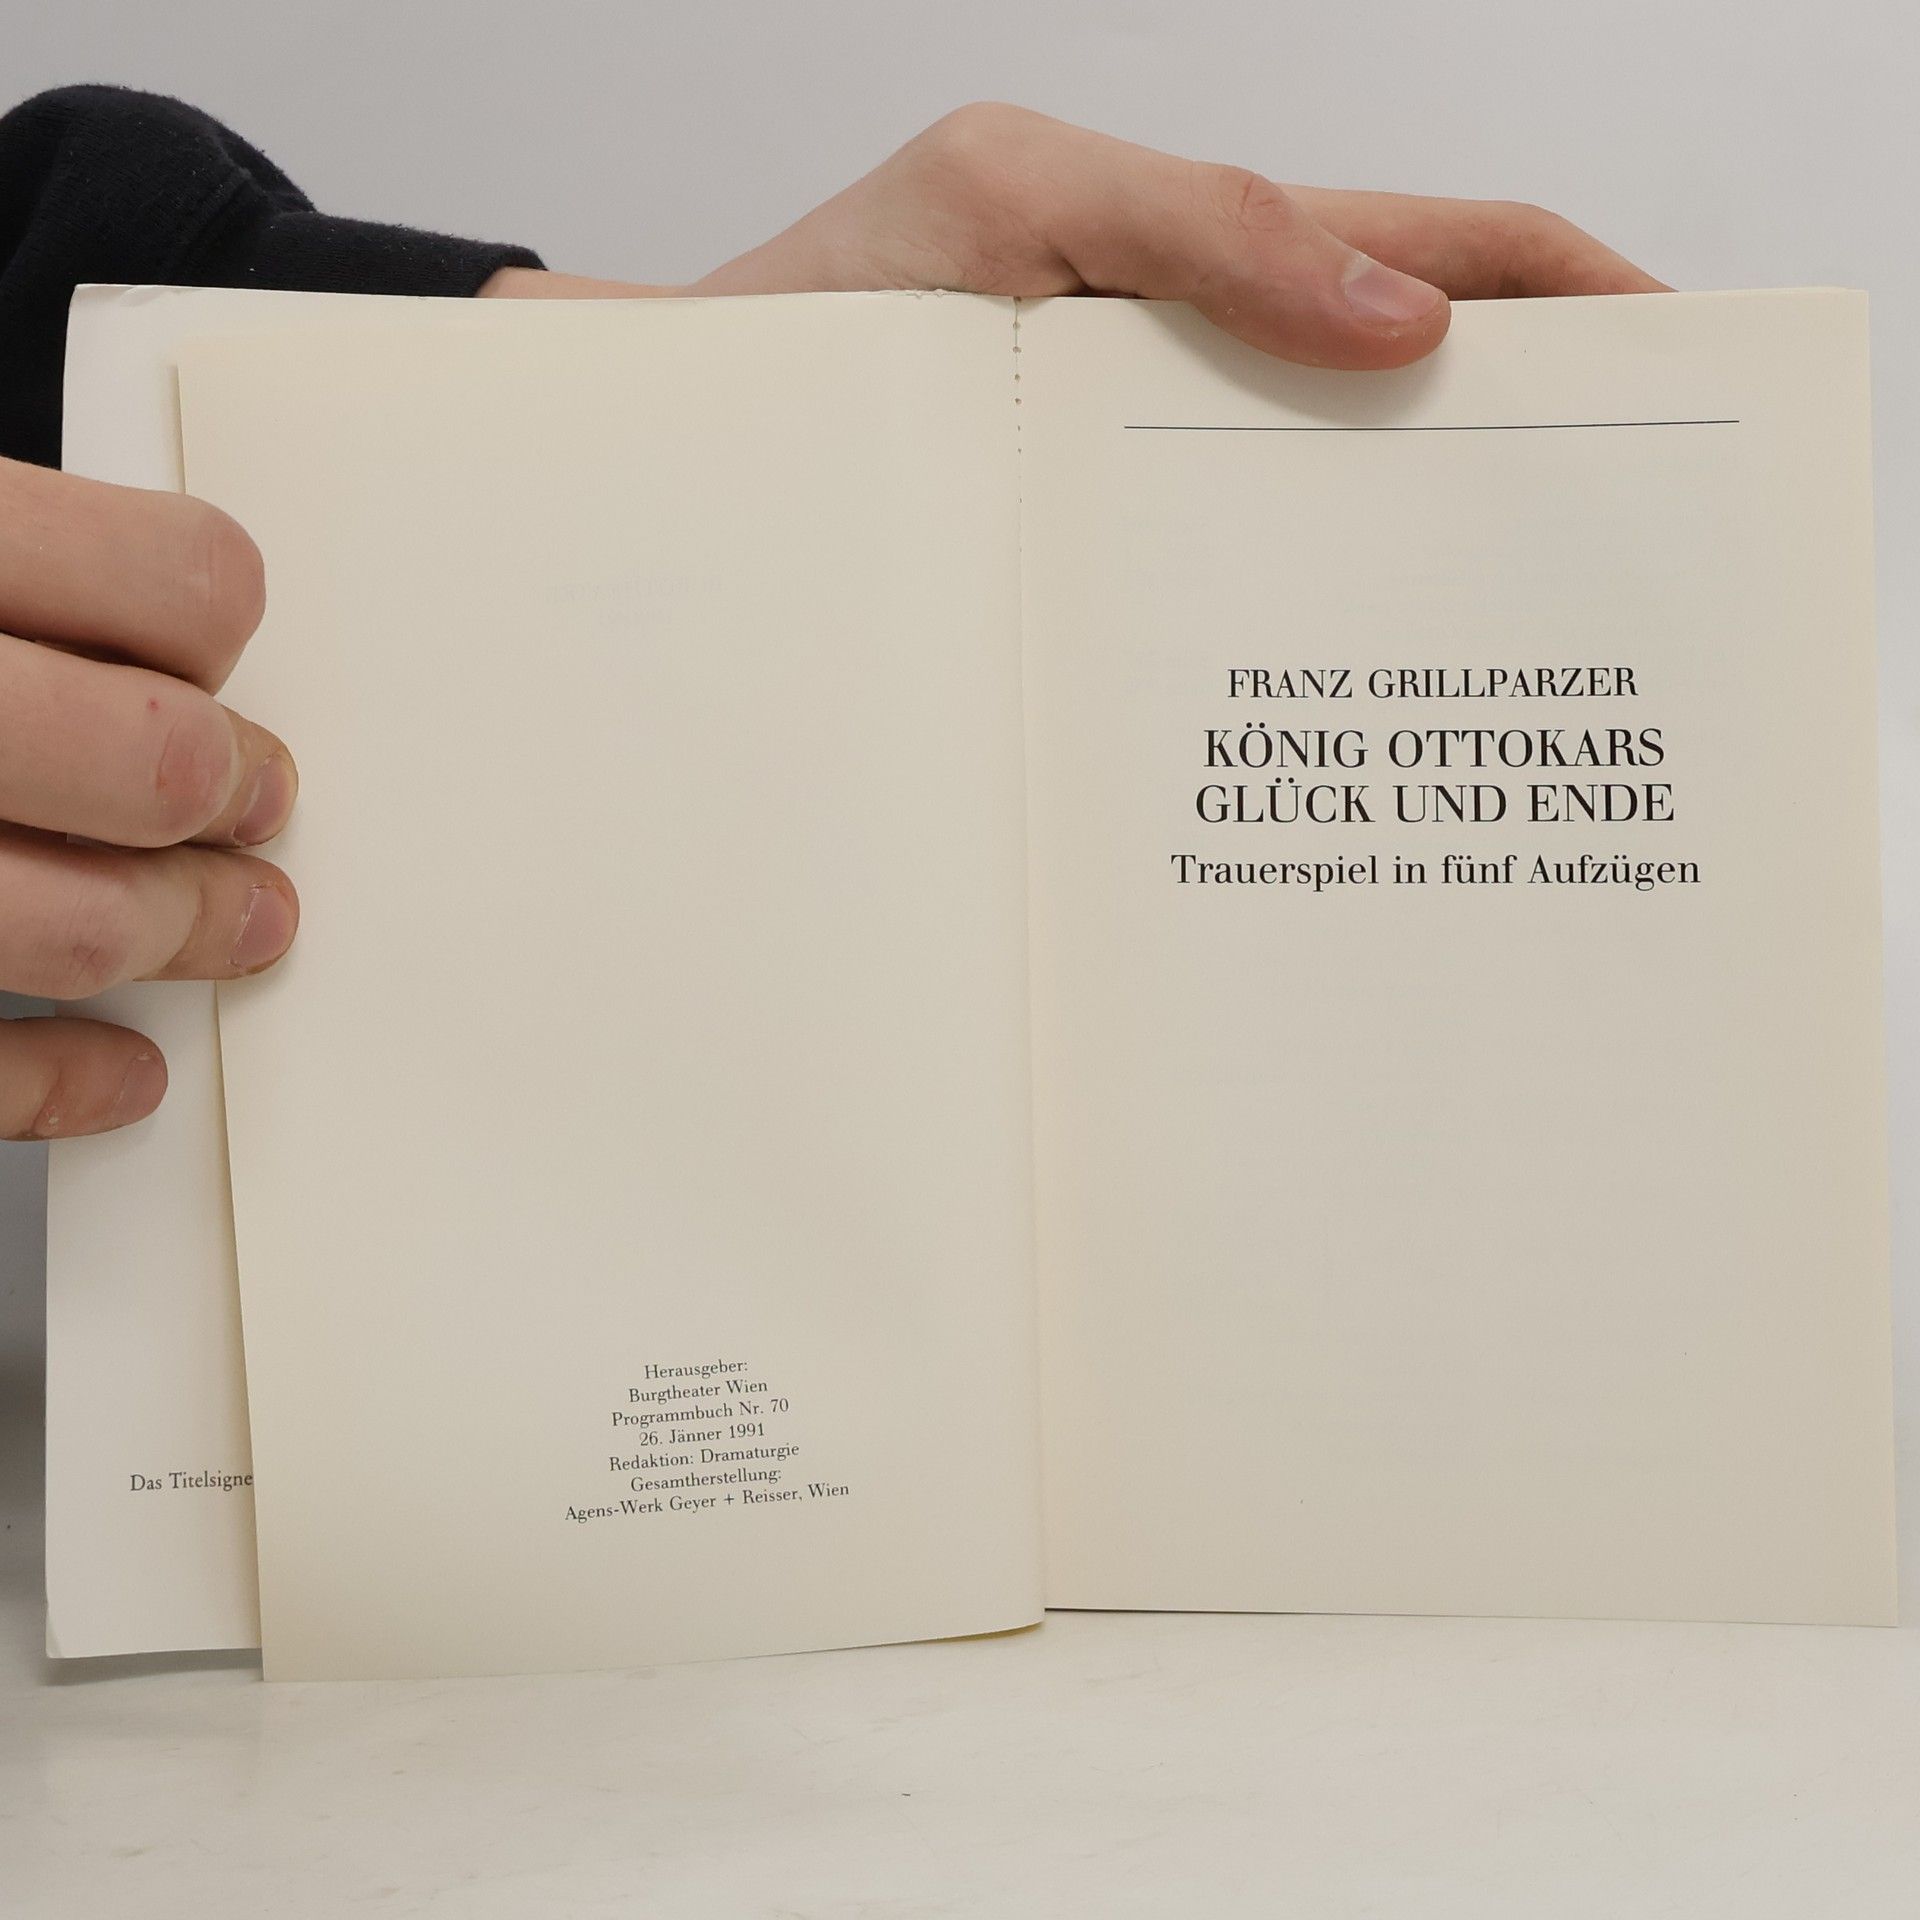 Das Titelsigne
Herausgeber:
Burgtheater Wien
Programmbuch Nr. 70
26. Jänner 1991
Redaktion: Dramaturgie
Gesamtherstellung:
Agens-Werk Geyer + Reisser, Wien
FRANZ GRILLPARZER
KÖNIG OTTOKARS
GLÜCK UND ENDE
Trauerspiel in fünf Aufzügen